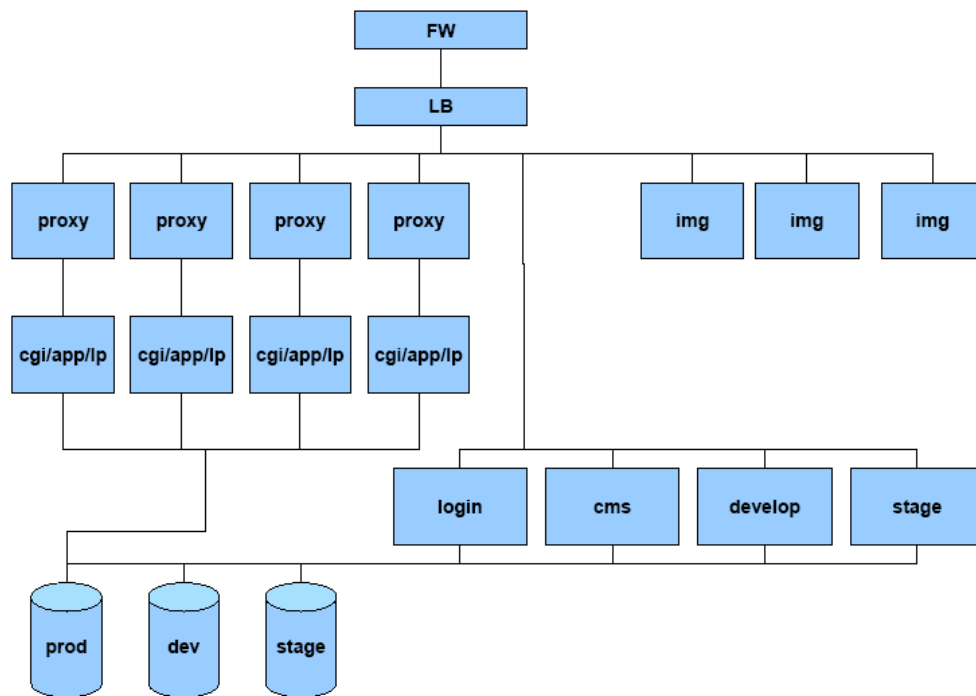 FW
LB
proxy
proxy
proxy
proxy
img
img
img
cgi/app/lp
cgi/app/lp
cgi/app/lp
cgi/app/lp
login
cms
develop
stage
prod
dev
stage